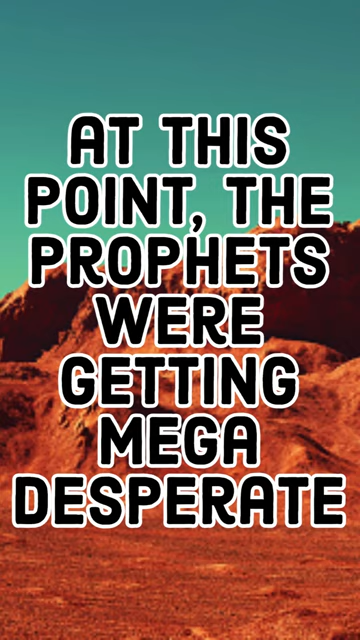 AT THIS
POINT, THE
PROPHETS
WERE
GETTING
MEGA
DESPERATE